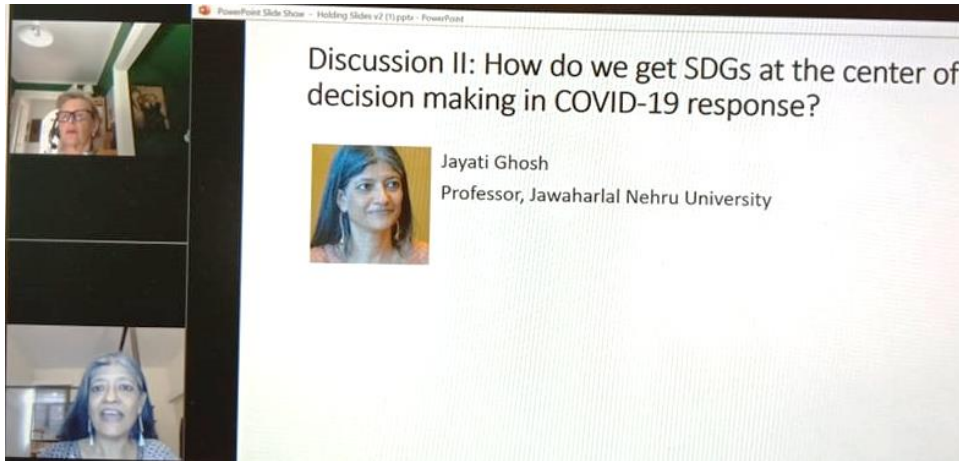 PowerPoint Slide Show - Holding Slides v2 (1).pptx - PowerPoint
Discussion II: How do we get SDGs at the center of
decision making in COVID-19 response?
Jayati Ghosh
Professor, Jawaharlal Nehru University